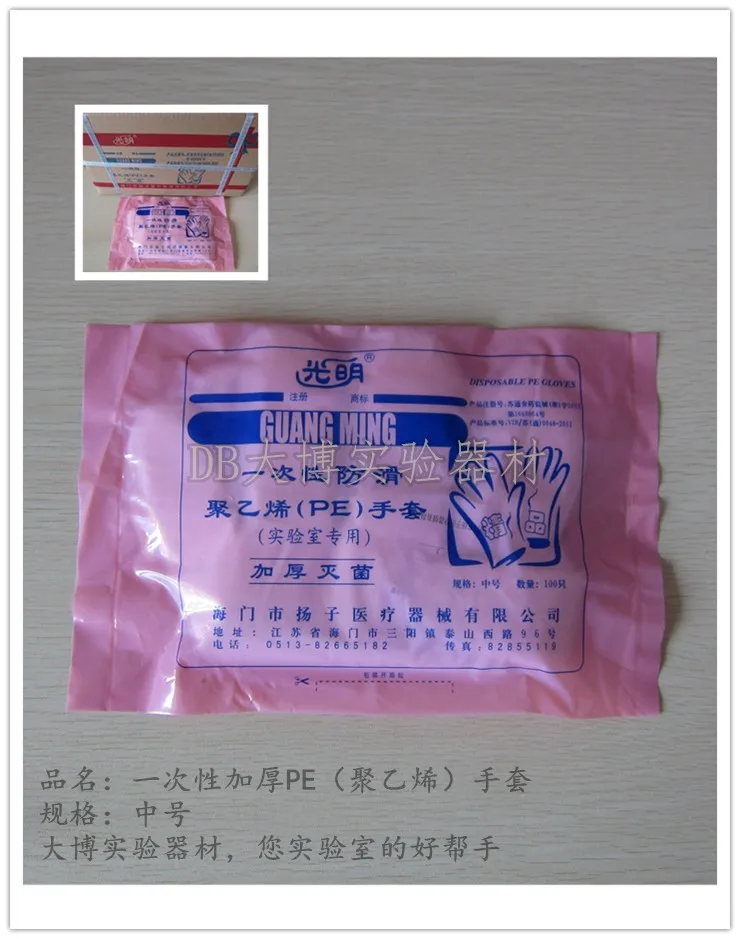 光明
GUANG MING
光明®
注册 商标
GUANG MING
DISPOSABLE PE GLOVES
DB大博实验器材
一次性防滑
聚乙烯(PE)手套
(实验室专用)
加厚灭菌
精品
规格:中号 数量:100只
海门市扬子医疗器械有限公司
地址:江苏省海门市三阳镇泰山西路96号
电话:0513-82665182 传真:82855119
品名:一次性加厚PE(聚乙烯)手套
规格:中号
大博实验器材,您实验室的好帮手